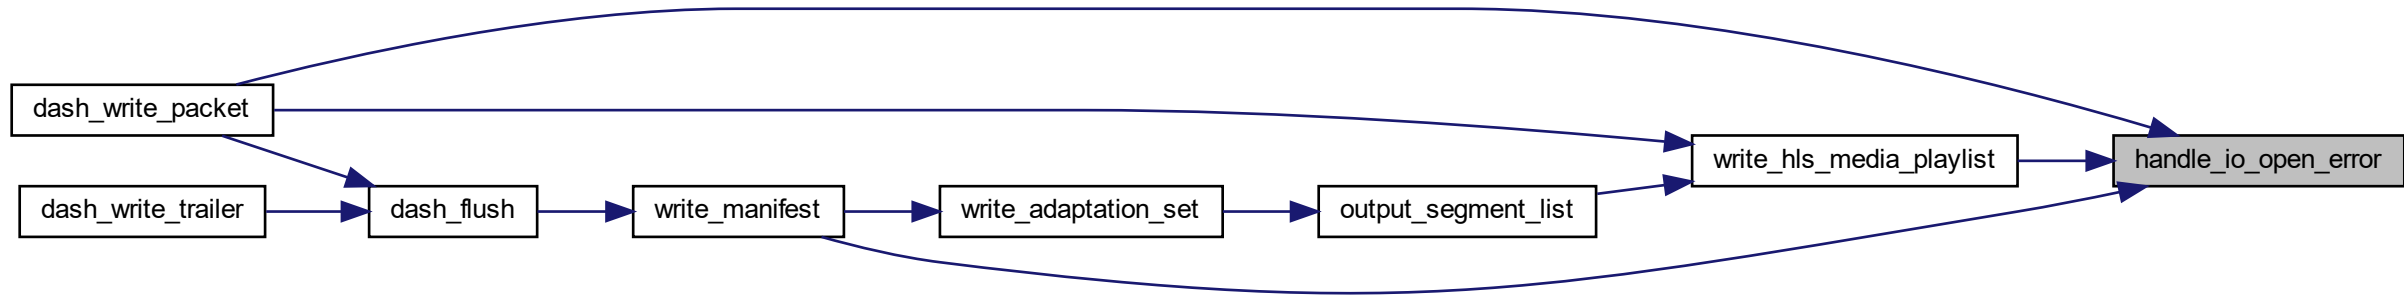 dash_write_packet
write_hls_media_playlist
handle_io_open_error
dash_write_trailer
dash_flush
write_manifest
write_adaptation_set
output_segment_list